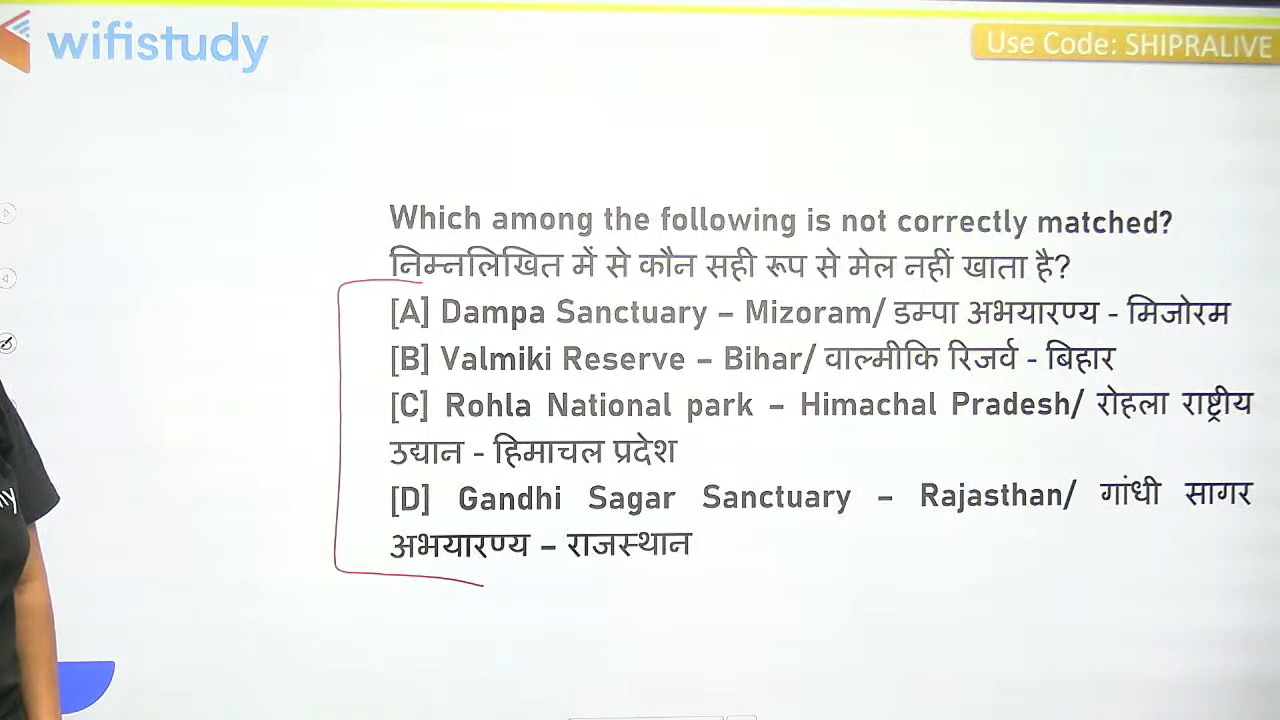 wifistudy
Use Code: SHIPRALIVE
Which among the following is not correctly matched?
निम्नलिखित में से कौन सही रूप से मेल नहीं खाता है?
[A] Dampa Sanctuary – Mizoram/ डम्पा अभयारण्य - मिजोरम
[B] Valmiki Reserve – Bihar/ वाल्मीकि रिजर्व - बिहार
[C] Rohla National park – Himachal Pradesh/ रोहला राष्ट्रीय
उद्यान - हिमाचल प्रदेश
[D] Gandhi Sagar Sanctuary – Rajasthan/ गांधी सागर
अभयारण्य – राजस्थान